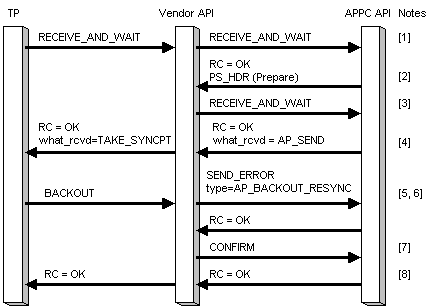 TP Vendor API APPC API Notes
RECEIVE_AND_WAIT RECEIVE_AND_WAIT [1]
RC = OK
PS_HDR (Prepare) [2]
RECEIVE_AND_WAIT [3]
RC = OK RC = OK
what_rcvd=TAKE_SYNCPT what_rcvd = AP_SEND [4]
SEND_ERROR
BACKOUT type=AP_BACKOUT_RESYNC [5, 6]
RC = OK
CONFIRM [7]
RC = OK RC = OK [8]